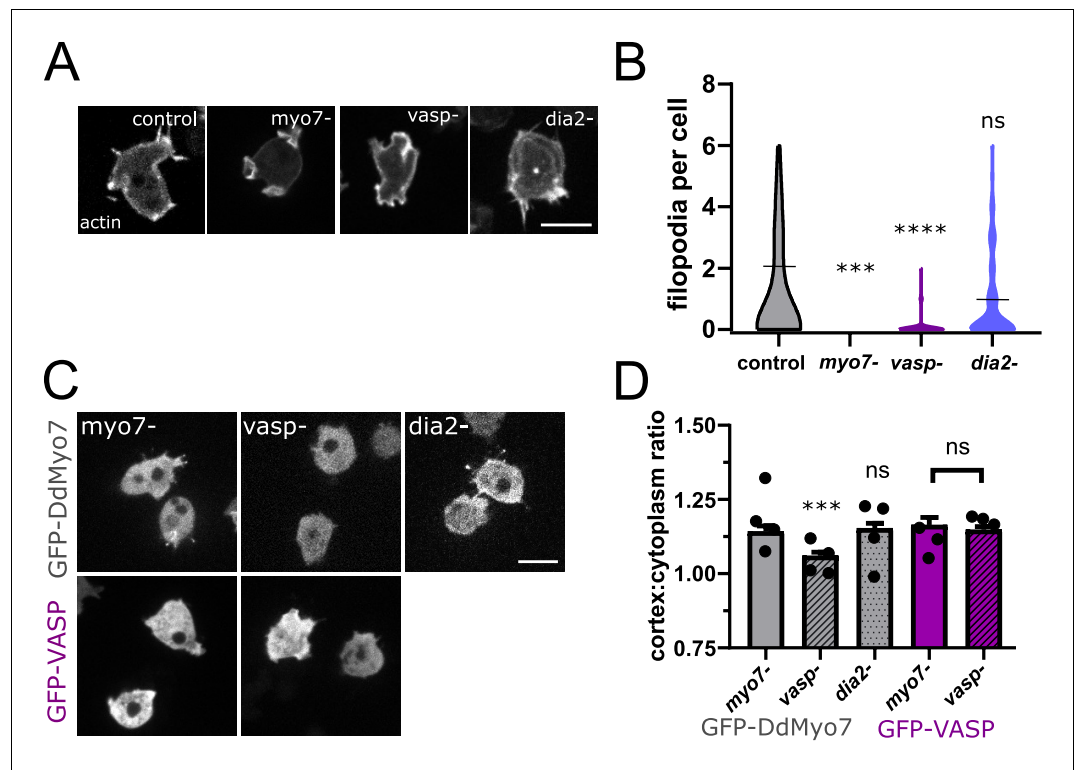 A
control
myo7-
vasp-
dia2-
actin
B
filopodia per cell
8
6
4
2
0
***
****
ns
control
myo7-
vasp-
dia2-
C
GFP-DdMyo7
myo7-
vasp-
dia2-
GFP-VASP
D
cortex:cytoplasm ratio
1.50
1.25
1.00
0.75
***
ns
ns
myo7-
vasp-
dia2-
myo7-
vasp-
GFP-DdMyo7
GFP-VASP